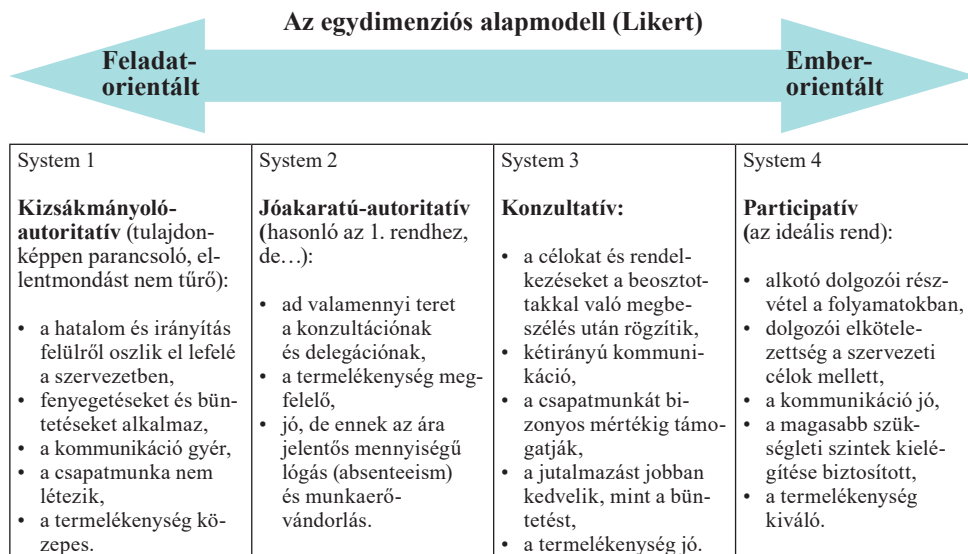 Az egydimenziós alapmodell (Likert)
Feladat-
orientált
Ember-
orientált
System 1
Kizsákmányoló-
autoritatív (tulajdon-
képpen parancsoló, el-
lentmondást nem tűrő):
• a hatalom és irányítás
felülről oszlik el lefelé
a szervezetben,
• fenyegetéseket és bün-
tetéseket alkalmaz,
• a kommunikáció gyér,
• a csapatmunka nem
létezik,
• a termelékenység kö-
zepes.
System 2
Jóakaratú-autoritatív
(hasonló az 1. rendhez,
de…):
• ad valamennyi teret
a konzultációnak
és delegációnak,
• a termelékenység meg-
felelő,
• jó, de ennek az ára
jelentős mennyiségű
lógás (absenteeism)
és munkaerő-
vándorlás.
System 3
Konzultatív:
• a célokat és rendel-
kezéseket a beosztot-
takkal való megbe-
szélés után rögzítik,
• kétirányú kommuni-
káció,
• a csapatmunkát bi-
zonyos mértékig támo-
gatják,
• a jutalmazást jobban
kedvelik, mint a bün-
tetést,
• a termelékenység jó.
System 4
Participatív
(az ideális rend):
• alkotó dolgozói rész-
vétel a folyamatokban,
• dolgozói elkötele-
zettség a szervezeti
célok mellett,
• a kommunikáció jó,
• a magasabb szük-
ségleti szintek kielé-
gítése biztosított,
• a termelékenység
kiváló.